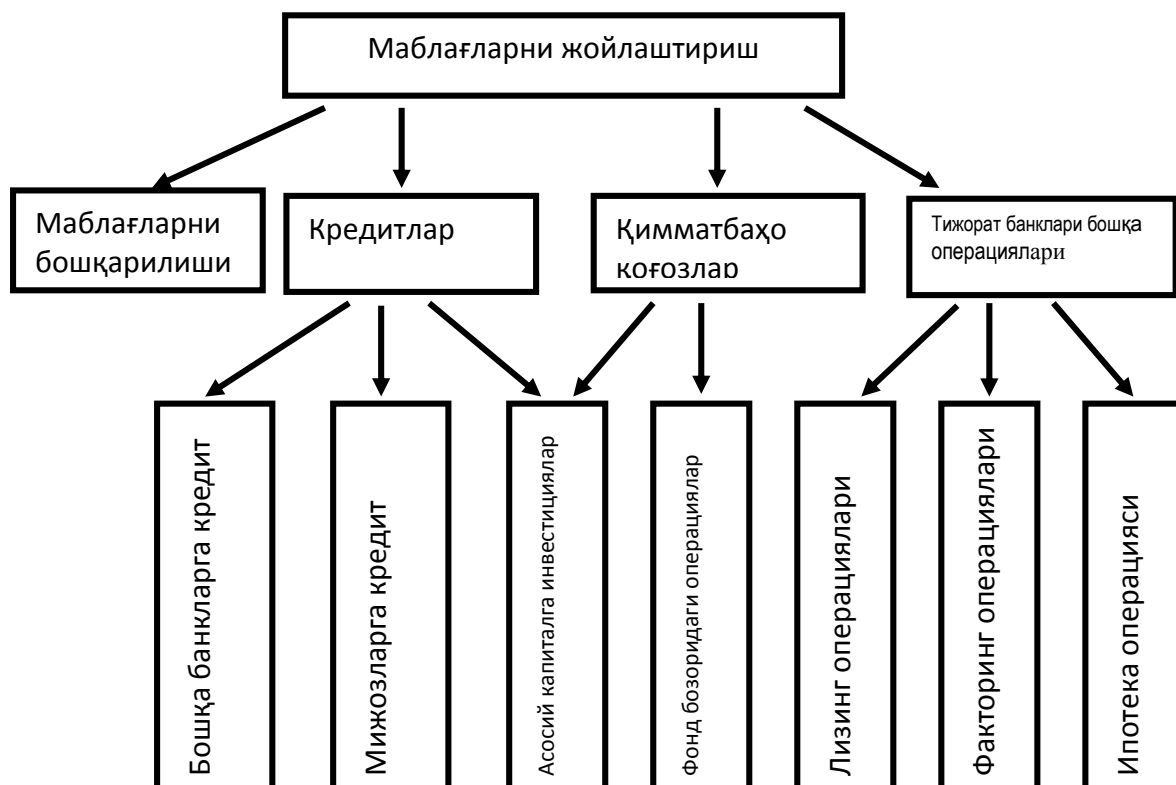 Маблағларни жойлаштириш
Маблағларни
бошқарилиши
Кредитлар
Қимматбаҳо
қоғозлар
Тижорат банклари бошқа
операциялари
Бошқа банкларга кредит
Мижозларга кредит
Асосий капиталга инвестициялар
Фонд бозоридаги операциялар
Лизинг операциялари
Факторинг операциялари
Ипотека операцияси